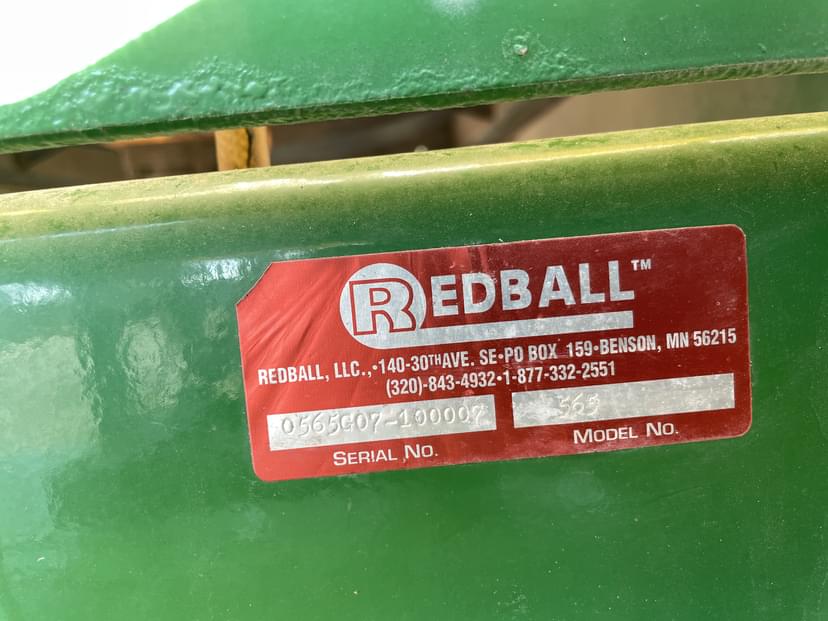 REDBALL™
REDBALL, LLC.,•140-30TH AVE. SE•PO BOX 159•BENSON, MN 56215
(320)-843-4932•1-877-332-2551
0565G07-100007 565
SERIAL NO. MODEL NO.